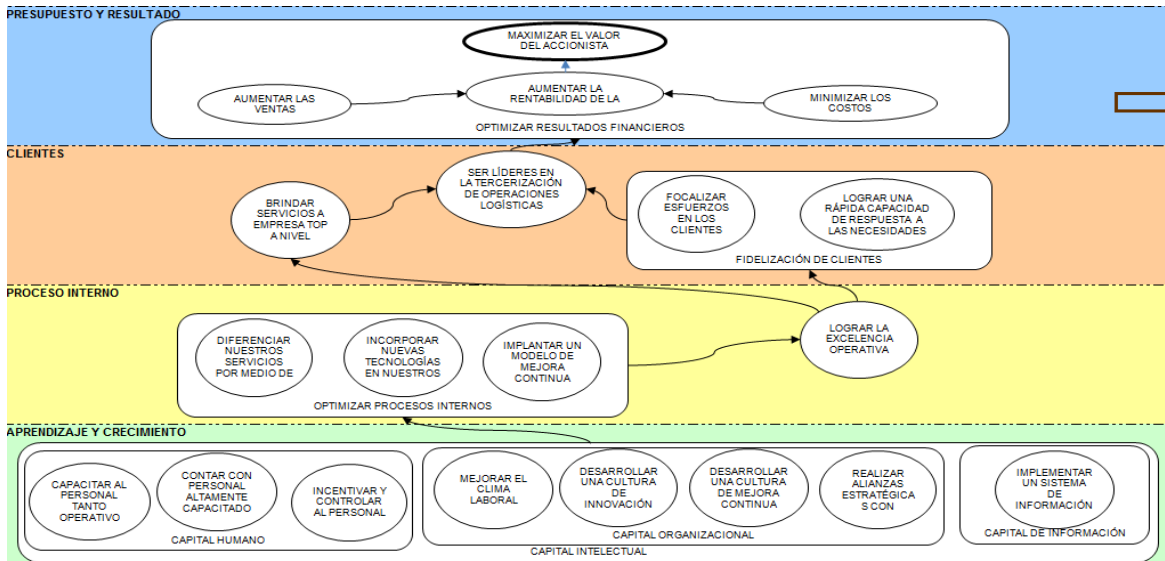 PRESUPUESTO Y RESULTADO
MAXIMIZAR EL VALOR
DEL ACCIONISTA
AUMENTAR LAS
VENTAS
AUMENTAR LA
RENTABILIDAD DE LA
MINIMIZAR LOS
COSTOS
OPTIMIZAR RESULTADOS FINANCIEROS
CLIENTES
BRINDAR
SERVICIOS A
EMPRESA TOP
A NIVEL
SER LÍDERES EN
LA TERCERIZACIÓN
DE OPERACIONES
LOGÍSTICAS
FOCALIZAR
ESFUERZOS
EN LOS
CLIENTES
LOGRAR UNA
RÁPIDA CAPACIDAD
DE RESPUESTA A
LAS NECESIDADES
FIDELIZACIÓN DE CLIENTES
PROCESO INTERNO
DIFERENCIAR
NUESTROS
SERVICIOS
POR MEDIO DE
INCORPORAR
NUEVAS
TECNOLOGÍAS
EN NUESTROS
IMPLANTAR UN
MODELO DE
MEJORA
CONTINUA
OPTIMIZAR PROCESOS INTERNOS
LOGRAR LA
EXCELENCIA
OPERATIVA
APRENDIZAJE Y CRECIMIENTO
CAPACITAR AL
PERSONAL
TANTO
OPERATIVO
CONTAR CON
PERSONAL
ALTAMENTE
CAPACITADO
INCENTIVAR Y
CONTROLAR
AL PERSONAL
CAPITAL HUMANO
MEJORAR EL
CLIMA
LABORAL
DESARROLLAR
UNA CULTURA
DE
INNOVACIÓN
DESARROLLAR
UNA CULTURA
DE MEJORA
CONTINUA
REALIZAR
ALIANZAS
ESTRATÉGICA
S CON
CAPITAL ORGANIZACIONAL
IMPLEMENTAR
UN SISTEMA
DE
INFORMACIÓN
CAPITAL DE INFORMACIÓN
CAPITAL INTELECTUAL